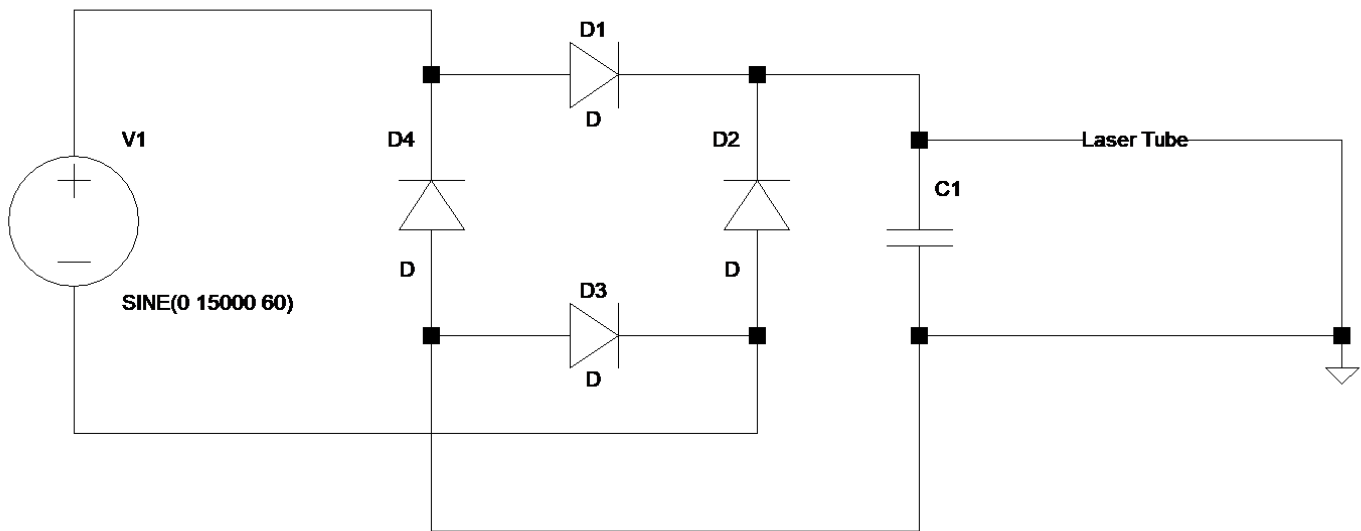 D1
D
V1
D4
D2
Laser Tube
C1
D
D
SINE(0 15000 60)
D3
D